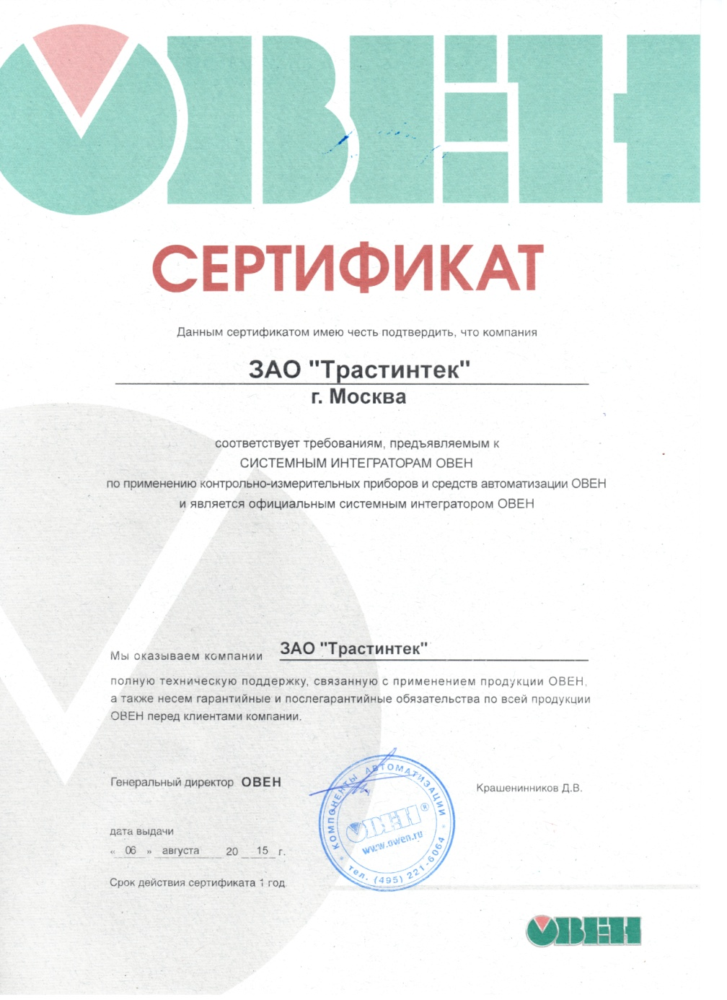 ОВЕН
СЕРТИФИКАТ
Данным сертификатом имею честь подтвердить, что компания
ЗАО "Трастинтек"
г. Москва
соответствует требованиям, предъявляемым к
СИСТЕМНЫМ ИНТЕГРАТОРАМ ОВЕН
по применению контрольно-измерительных приборов и средств автоматизации ОВЕН
и является официальным системным интегратором ОВЕН
Мы оказываем компании ЗАО "Трастинтек"
полную техническую поддержку, связанную с применением продукции ОВЕН,
а также несем гарантийные и послегарантийные обязательства по всей продукции
ОВЕН перед клиентами компании.
Генеральный директор ОВЕН
КОМПОНЕНТЫ АВТОМАТИЗАЦИИ
ОВЕН®
www.owen.ru
тел. (495) 221-6064
Крашенинников Д.В.
дата выдачи
« 06 » августа 20 15 г.
Срок действия сертификата 1 год.
ОВЕН